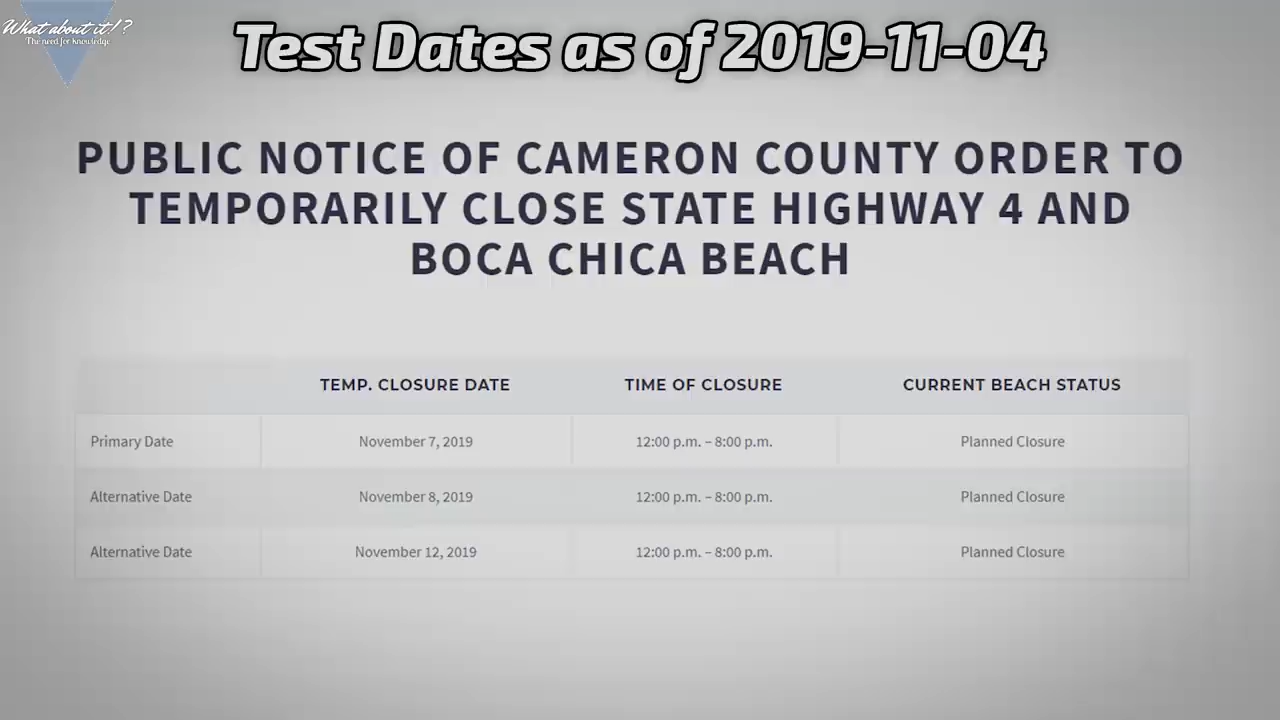 What about it!?
The need for knowledge
Test Dates as of 2019-11-04
PUBLIC NOTICE OF CAMERON COUNTY ORDER TO
TEMPORARILY CLOSE STATE HIGHWAY 4 AND
BOCA CHICA BEACH
TEMP. CLOSURE DATE TIME OF CLOSURE CURRENT BEACH STATUS
Primary Date November 7, 2019 12:00 p.m. – 8:00 p.m. Planned Closure
Alternative Date November 8, 2019 12:00 p.m. – 8:00 p.m. Planned Closure
Alternative Date November 12, 2019 12:00 p.m. – 8:00 p.m. Planned Closure